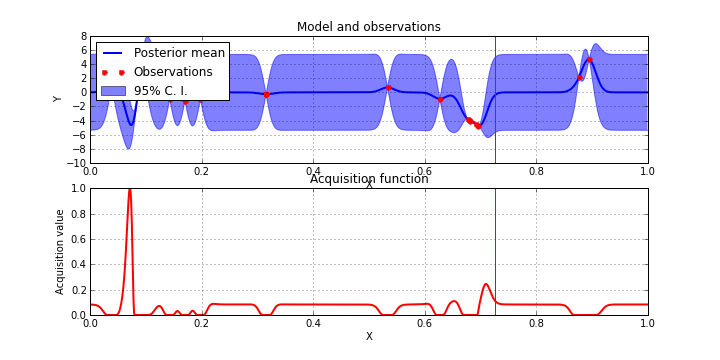 Model and observations
8
6
4
2
0
−2
−4
−6
−8
−10
Y
Posterior mean
Observations
95% C. I.
0.0 0.2 0.4 0.6 0.8 1.0
X
Acquisition function
1.0
0.8
0.6
0.4
0.2
0.0
Acquisition value
0.0 0.2 0.4 0.6 0.8 1.0
X